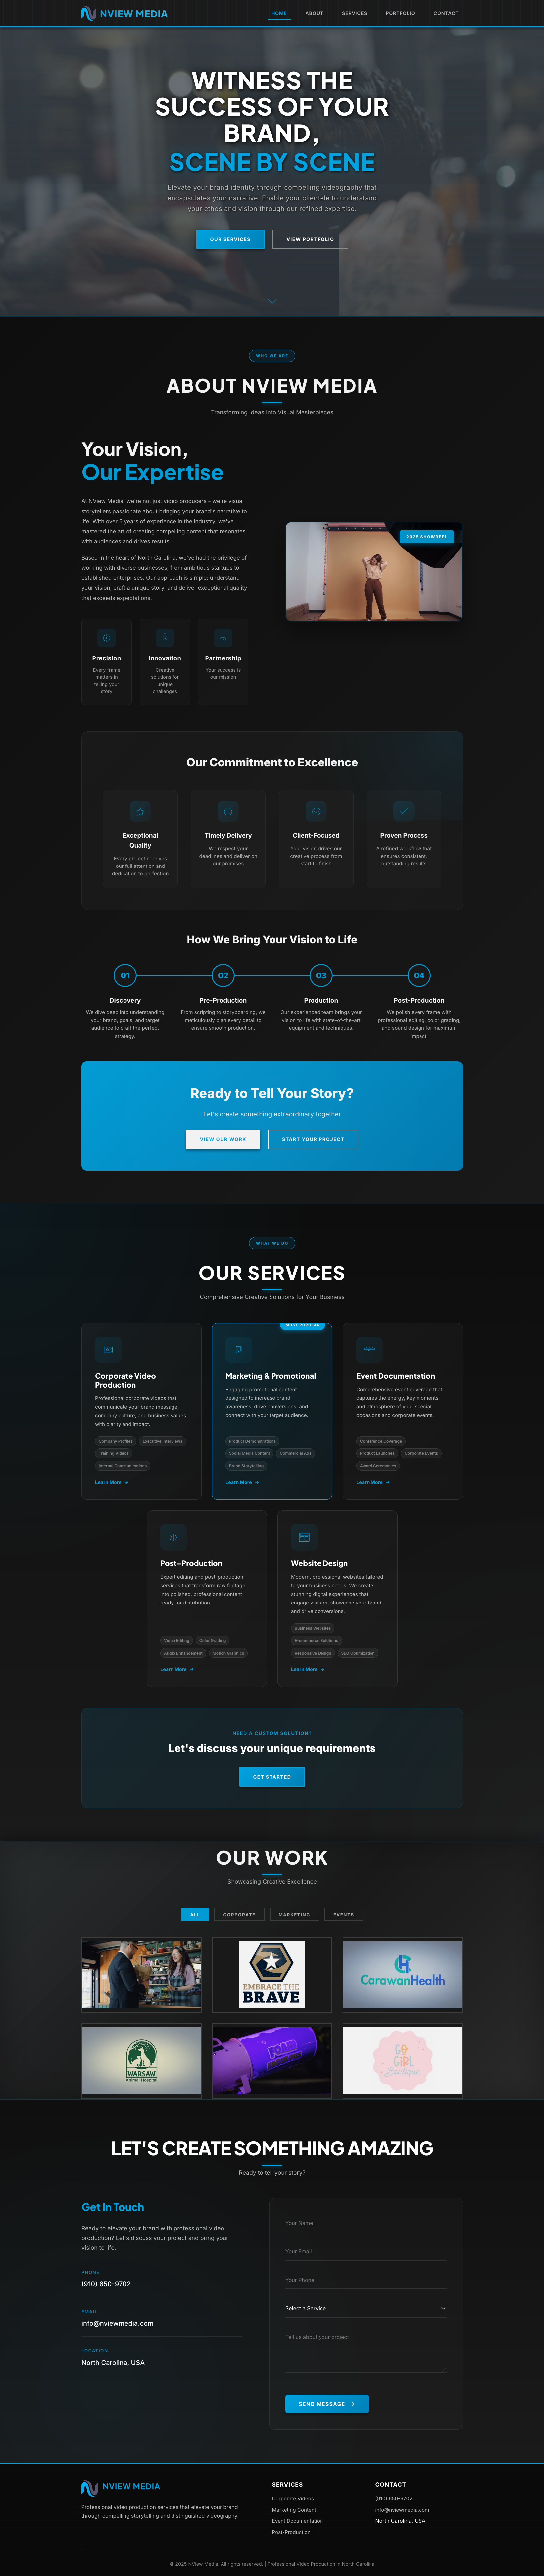 NVIEW MEDIA
HOME
ABOUT
SERVICES
PORTFOLIO
CONTACT
WITNESS THE
SUCCESS OF YOUR
BRAND,
SCENE BY SCENE
Elevate your brand identity through compelling videography that
encapsulates your narrative. Enable your clientele to understand
your ethos and vision through our refined expertise.
OUR SERVICES
VIEW PORTFOLIO
WHO WE ARE
ABOUT NVIEW MEDIA
Transforming Ideas Into Visual Masterpieces
Your Vision,
Our Expertise
At NView Media, we're not just video producers – we're visual
storytellers passionate about bringing your brand's narrative to
life. With over 5 years of experience in the industry, we've
mastered the art of creating compelling content that resonates
with audiences and drives results.
Based in the heart of North Carolina, we've had the privilege of
working with diverse businesses, from ambitious startups to
established enterprises. Our approach is simple: understand
your vision, craft a unique story, and deliver exceptional quality
that exceeds expectations.
2025 SHOWREEL
Precision
Every frame
matters in
telling your
story
Innovation
Creative
solutions for
unique
challenges
Partnership
Your success is
our mission
Our Commitment to Excellence
Exceptional
Quality
Every project receives
our full attention and
dedication to perfection
Timely Delivery
We respect your
deadlines and deliver on
our promises
Client-Focused
Your vision drives our
creative process from
start to finish
Proven Process
A refined workflow that
ensures consistent,
outstanding results
How We Bring Your Vision to Life
01
Discovery
We dive deep into understanding
your brand, goals, and target
audience to craft the perfect
strategy.
02
Pre-Production
From scripting to storyboarding, we
meticulously plan every detail to
ensure smooth production.
03
Production
Our experienced team brings your
vision to life with state-of-the-art
equipment and techniques.
04
Post-Production
We polish every frame with
professional editing, color grading,
and sound design for maximum
impact.
Ready to Tell Your Story?
Let's create something extraordinary together
VIEW OUR WORK
START YOUR PROJECT
WHAT WE DO
OUR SERVICES
Comprehensive Creative Solutions for Your Business
Corporate Video
Production
Professional corporate videos that
communicate your message,
company culture, and business values
with clarity and impact.
Company Profiles
Executive Interviews
Training Videos
Internal Communications
Learn More →
MOST POPULAR
Marketing & Promotional
Engaging promotional content
designed to increase brand
awareness, drive conversions, and
connect with your target audience.
Product Demonstrations
Social Media Content
Commercial Ads
Brand Storytelling
Learn More →
Event Documentation
Comprehensive event coverage that
captures the energy, key moments,
and atmosphere of your special
occasions and corporate events.
Conference Coverage
Product Launches
Corporate Events
Award Ceremonies
Learn More →
Post-Production
Expert editing and post-production
services that transform raw footage
into polished, professional content
ready for distribution.
Video Editing
Color Grading
Audio Enhancement
Motion Graphics
Learn More →
Website Design
Modern, professional websites tailored
to your business needs. We create
stunning digital experiences that
engage visitors, showcase your brand,
and drive conversions.
Business Websites
E-commerce Solutions
Responsive Design
SEO Optimization
Learn More →
NEED A CUSTOM SOLUTION?
Let's discuss your unique requirements
GET STARTED
OUR WORK
Showcasing Creative Excellence
ALL
CORPORATE
MARKETING
EVENTS
EMBRACE THE
BRAVE
CarawanHealth
WARSAW
Animal Hospital
FOAM
GO
GIRL
Boutique
LET'S CREATE SOMETHING AMAZING
Ready to tell your story?
Get In Touch
Ready to elevate your brand with professional video
production? Let's discuss your project and bring your
vision to life.
PHONE
(910) 650-9702
EMAIL
info@nviewmedia.com
LOCATION
North Carolina, USA
Your Name
Your Email
Your Phone
Select a Service
Tell us about your project
SEND MESSAGE →
NVIEW MEDIA
Professional video production services that elevate your brand
through compelling storytelling and distinguished videography.
SERVICES
Corporate Videos
Marketing Content
Event Documentation
Post-Production
CONTACT
(910) 650-9702
info@nviewmedia.com
North Carolina, USA
© 2025 NView Media. All rights reserved. | Professional Video Production in North Carolina